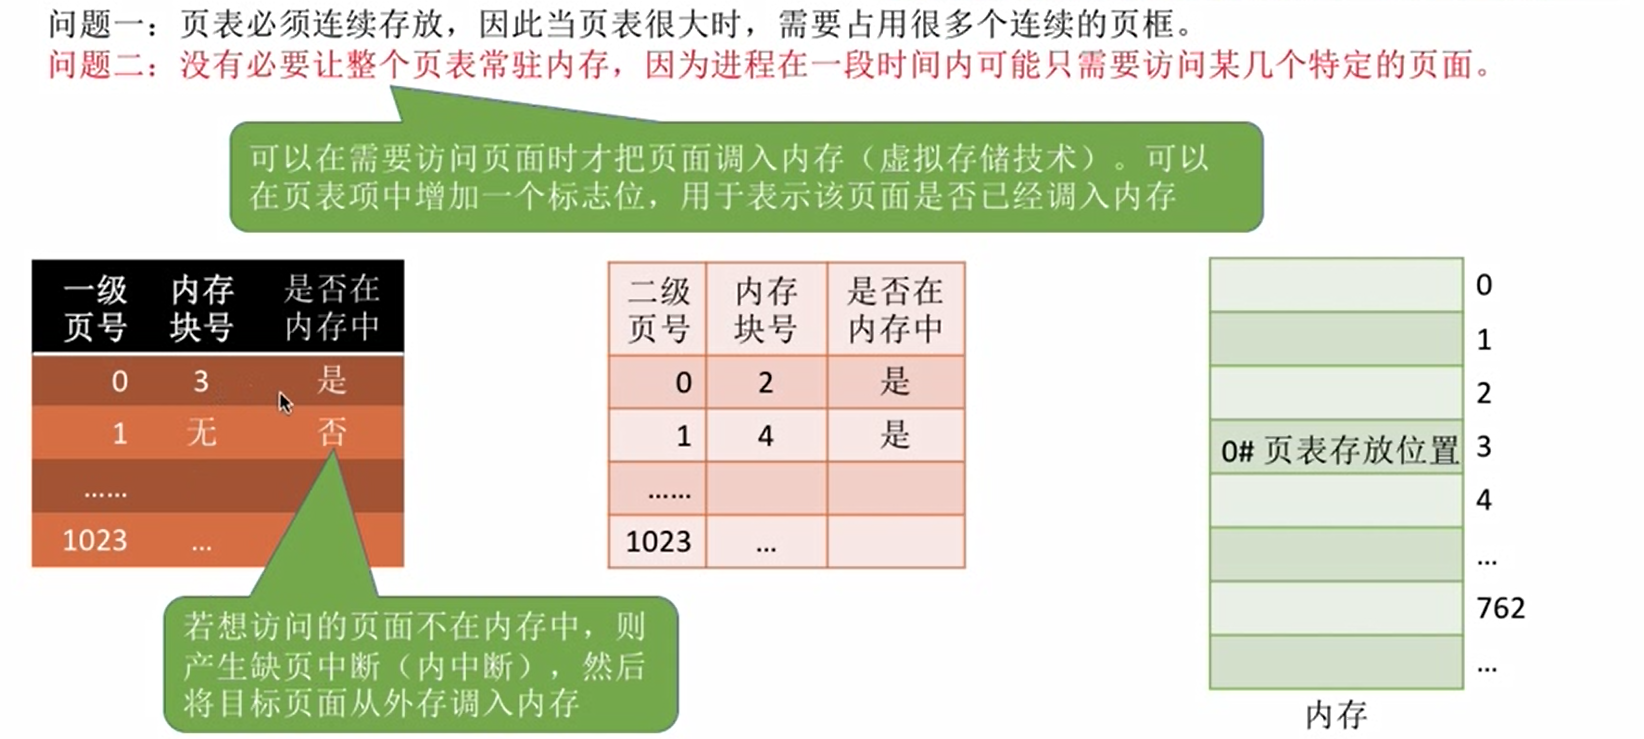 问题一：页表必须连续存放，因此当页表很大时，需要占用很多个连续的页框。
问题二：没有必要让整个页表常驻内存，因为进程在一段时间内可能只需要访问某几个特定的页面。
可以在需要访问页面时才把页面调入内存（虚拟存储技术）。可以
在页表项中增加一个标志位，用于表示该页面是否已经调入内存
一级 内存 是否在
页号 块号 内存中
0 3 是
1 无 否
......
1023 ...
若想访问的页面不在内存中，则
产生缺页中断（内中断），然后
将目标页面从外存调入内存
二级 内存 是否在
页号 块号 内存中
0 2 是
1 4 是
......
1023 ...
0
1
2
0# 页表存放位置 3
4
...
762
...
内存